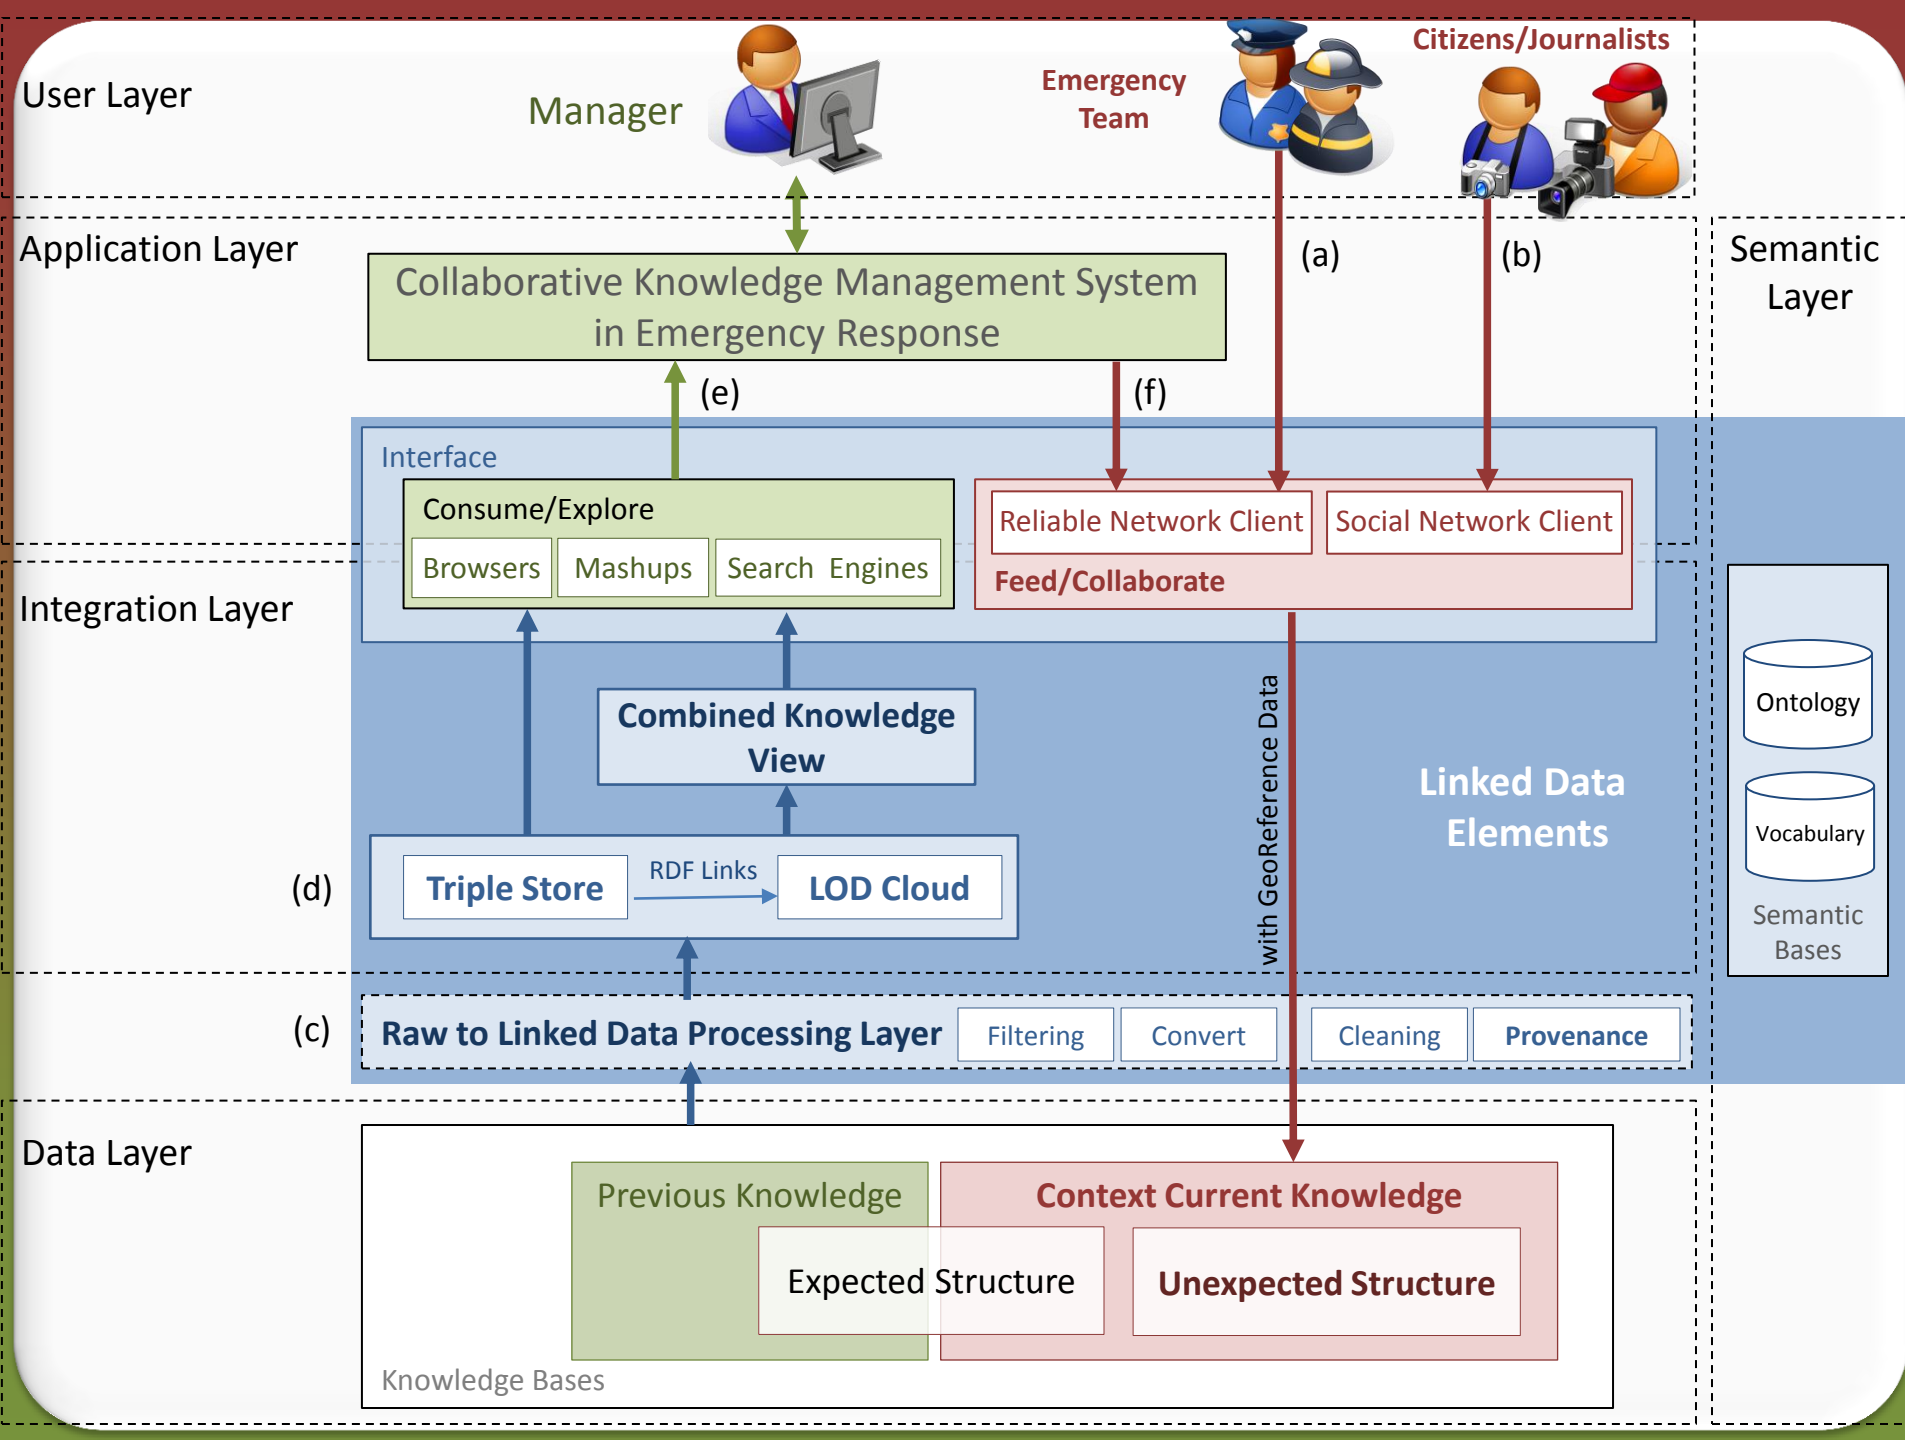 User Layer
Manager
Emergency
Team
Citizens/Journalists
Application Layer
Collaborative Knowledge Management System
in Emergency Response
(a)
(b)
Semantic
Layer
(e)
(f)
Interface
Consume/Explore
Browsers
Mashups
Search Engines
Reliable Network Client
Social Network Client
Feed/Collaborate
Integration Layer
Combined Knowledge
View
with GeoReference Data
Linked Data
Elements
Ontology
Vocabulary
Semantic
Bases
(d)
Triple Store
RDF Links
LOD Cloud
(c)
Raw to Linked Data Processing Layer
Filtering
Convert
Cleaning
Provenance
Data Layer
Previous Knowledge
Context Current Knowledge
Expected Structure
Unexpected Structure
Knowledge Bases